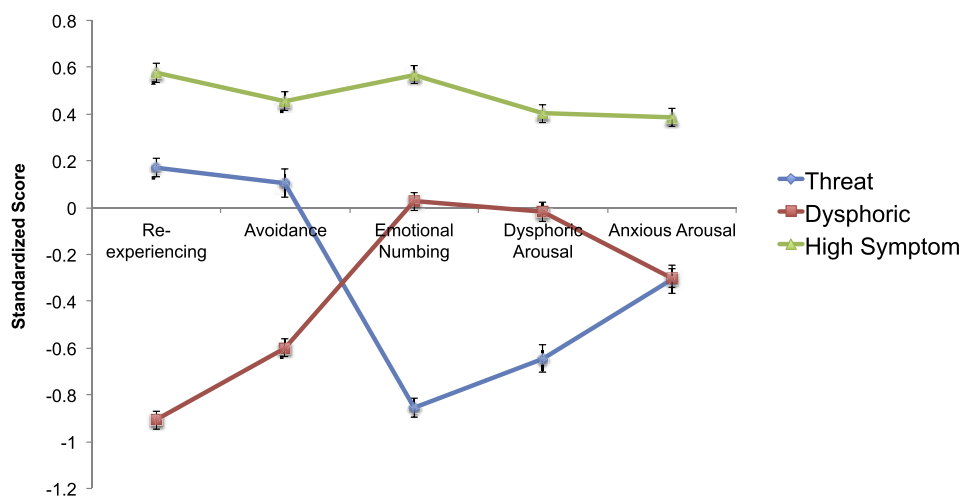 0.8
0.6
0.4
0.2
0
-0.2
-0.4
-0.6
-0.8
-1
-1.2
Standardized Score
Re-
experiencing
Avoidance
Emotional
Numbing
Dysphoric
Arousal
Anxious Arousal
Threat
Dysphoric
High Symptom